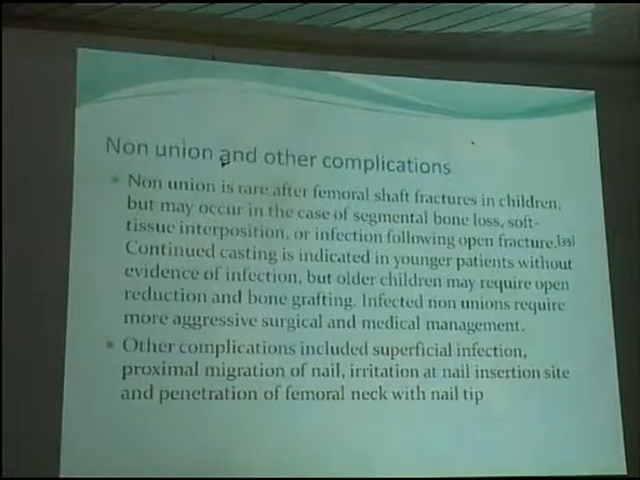 Non union and other complications
Non union is rare after femoral shaft fractures in children,
but may occur in the case of segmental bone loss, soft-
tissue interposition, or infection following open fracture.
Continued casting is indicated in younger patients without
evidence of infection, but older children may require open
reduction and bone grafting. Infected non unions require
more aggressive surgical and medical management.
Other complications included superficial infection,
proximal migration of nail, irritation at nail insertion site
and penetration of femoral neck with nail tip